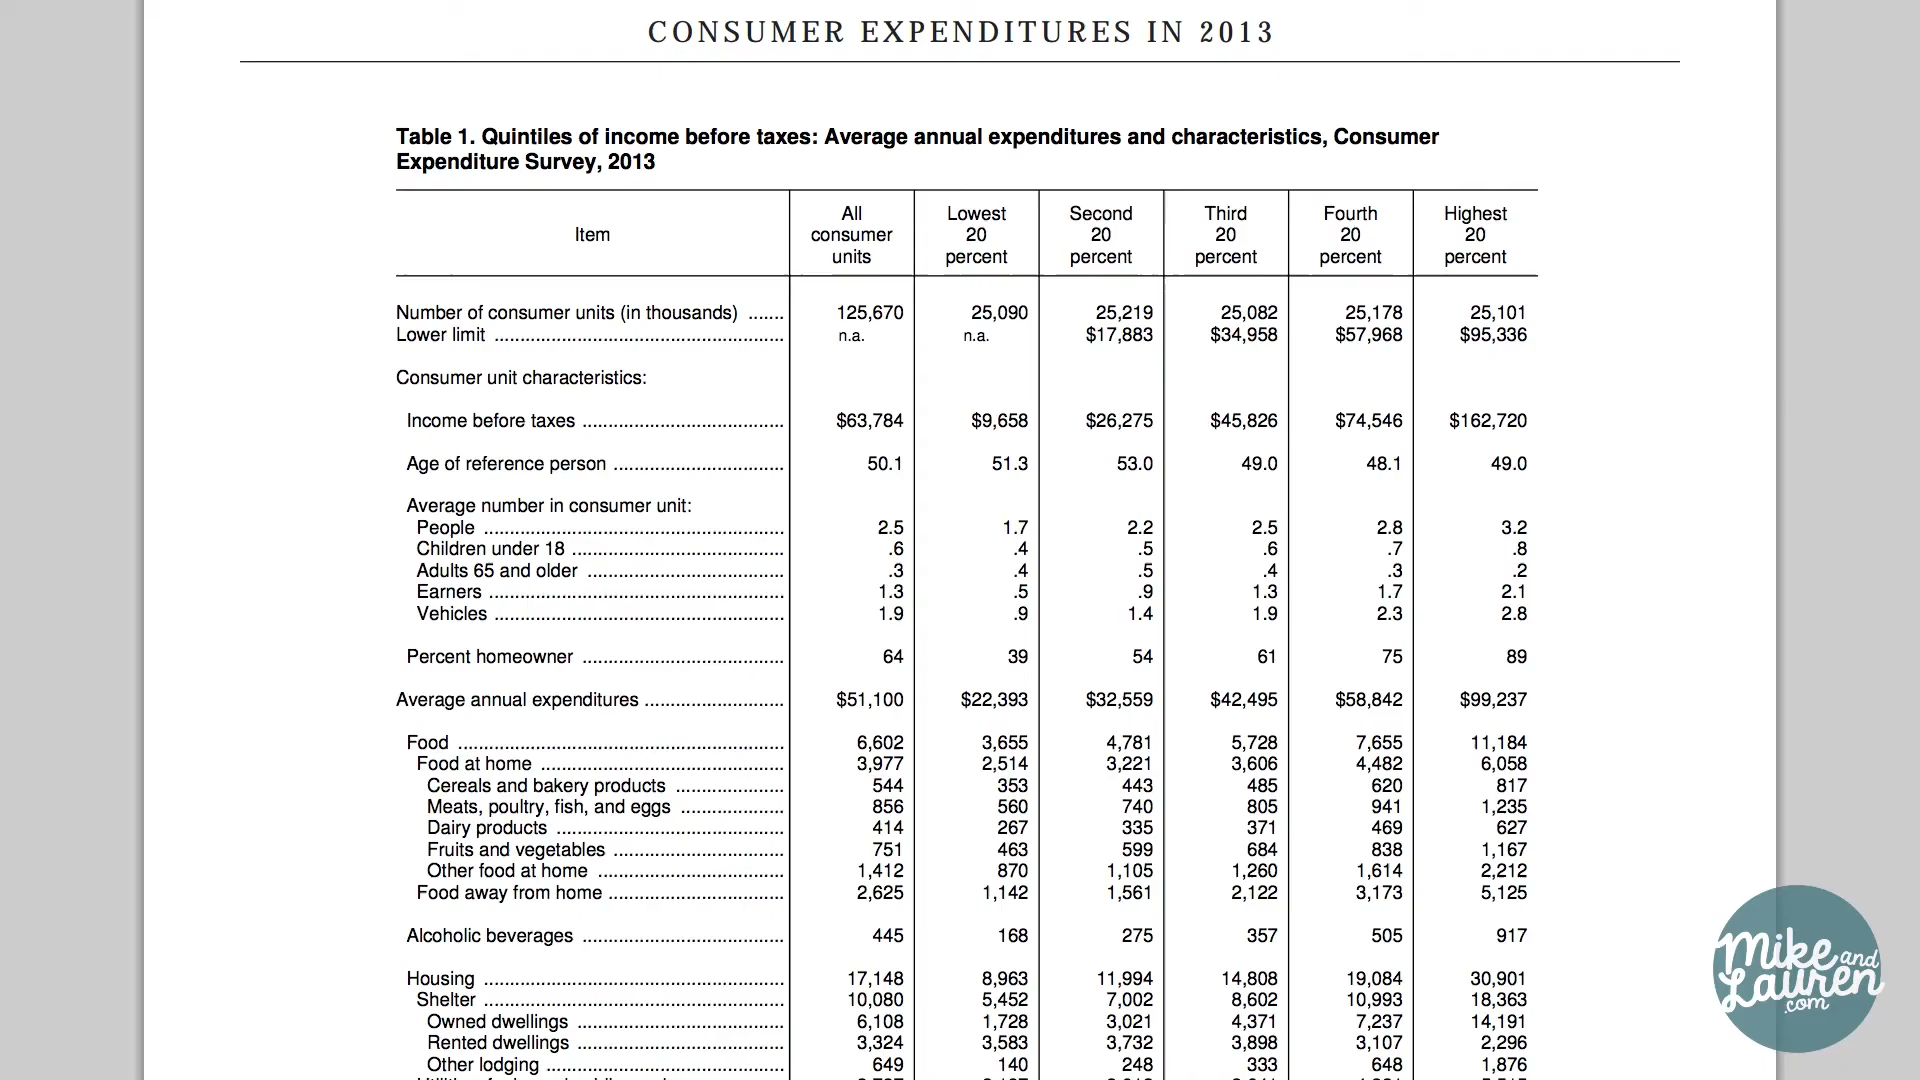 CONSUMER EXPENDITURES IN 2013
Table 1. Quintiles of income before taxes: Average annual expenditures and characteristics, Consumer
Expenditure Survey, 2013
Item All consumer units Lowest 20 percent Second 20 percent Third 20 percent Fourth 20 percent Highest 20 percent
Number of consumer units (in thousands) ....... 125,670 25,090 25,219 25,082 25,178 25,101
Lower limit ........ n.a. n.a. $17,883 $34,958 $57,968 $95,336
Consumer unit characteristics:
Income before taxes ........ $63,784 $9,658 $26,275 $45,826 $74,546 $162,720
Age of reference person ........ 50.1 51.3 53.0 49.0 48.1 49.0
Average number in consumer unit:
People ........ 2.5 1.7 2.2 2.5 2.8 3.2
Children under 18 ........ .6 .4 .5 .6 .7 .8
Adults 65 and older ........ .3 .4 .5 .4 .3 .2
Earners ........ 1.3 .5 .9 1.3 1.7 2.1
Vehicles ........ 1.9 .9 1.4 1.9 2.3 2.8
Percent homeowner ........ 64 39 54 61 75 89
Average annual expenditures ........ $51,100 $22,393 $32,559 $42,495 $58,842 $99,237
Food ........ 6,602 3,655 4,781 5,728 7,655 11,184
Food at home ........ 3,977 2,514 3,221 3,606 4,482 6,058
Cereals and bakery products ........ 544 353 443 485 620 817
Meats, poultry, fish, and eggs ........ 856 560 740 805 941 1,235
Dairy products ........ 414 267 335 371 469 627
Fruits and vegetables ........ 751 463 599 684 838 1,167
Other food at home ........ 1,412 870 1,105 1,260 1,614 2,212
Food away from home ........ 2,625 1,142 1,561 2,122 3,173 5,125
Alcoholic beverages ........ 445 168 275 357 505 917
Housing ........ 17,148 8,963 11,994 14,808 19,084 30,901
Shelter ........ 10,080 5,452 7,002 8,602 10,993 18,363
Owned dwellings ........ 6,108 1,728 3,021 4,371 7,237 14,191
Rented dwellings ........ 3,324 3,583 3,732 3,898 3,107 2,296
Other lodging ........ 649 140 248 333 648 1,876
Mike and
Lauren
.com